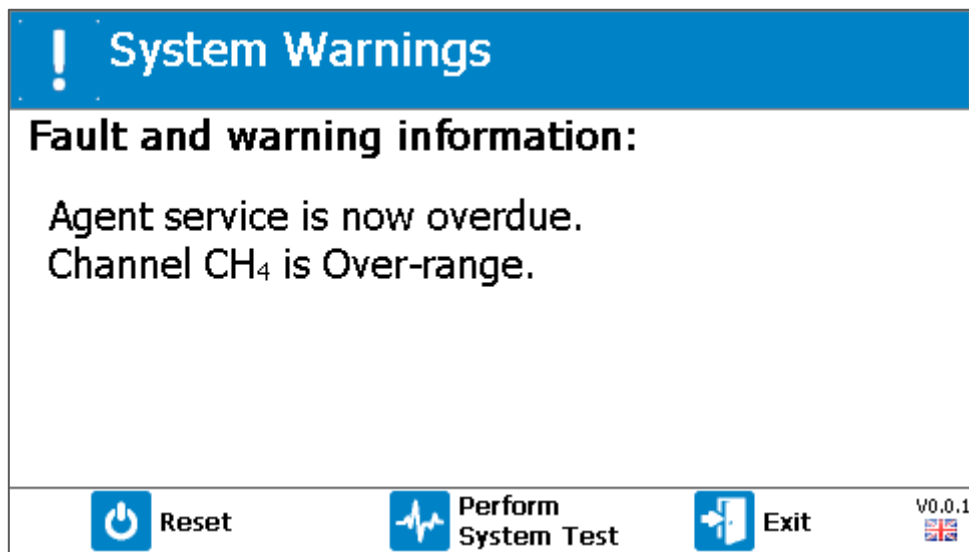 System Warnings
Fault and warning information:
Agent service is now overdue.
Channel CH₄ is Over-range.
Reset
Perform
System Test
Exit
V0.0.1